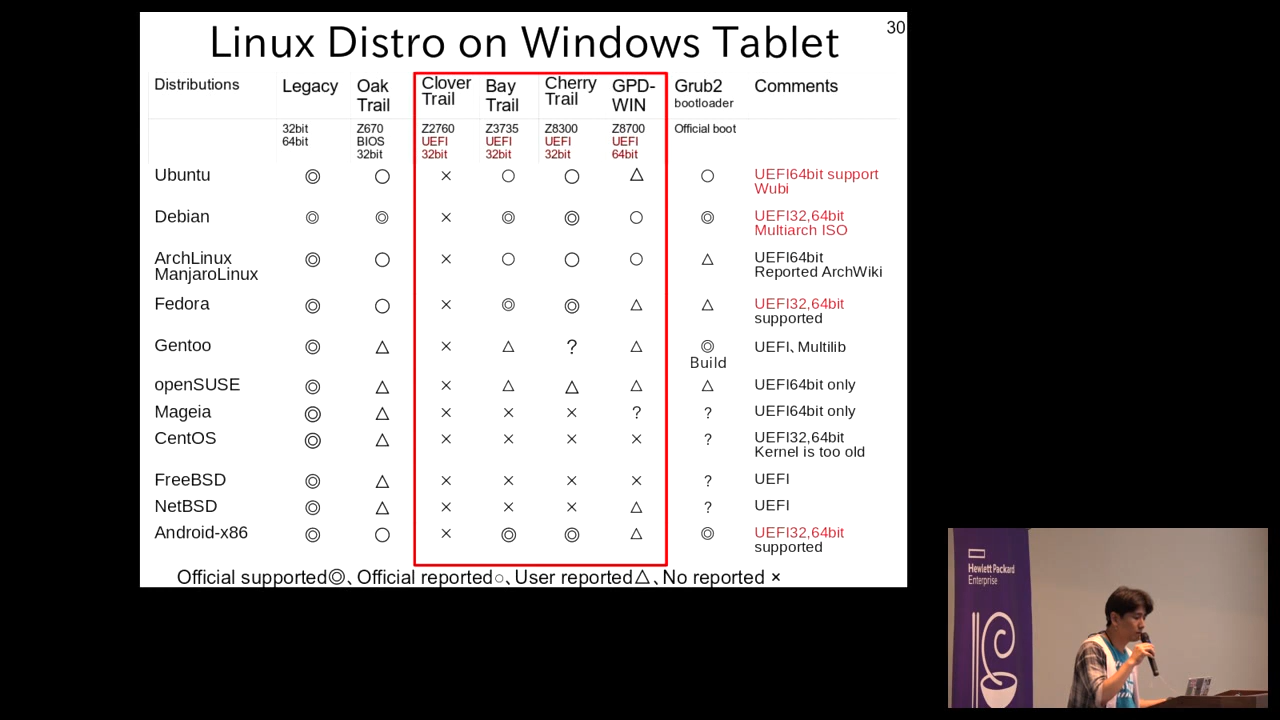 30
Linux Distro on Windows Tablet
Distributions Legacy Oak Trail Clover Trail Bay Trail Cherry Trail GPD-WIN Grub2 bootloader Comments
32bit 64bit Z670 BIOS 32bit Z2760 UEFI 32bit Z3735 UEFI 32bit Z8300 UEFI 32bit Z8700 UEFI 64bit Official boot
Ubuntu ◎ ○ × ○ ○ △ ○ UEFI64bit support Wubi
Debian ◎ ◎ × ◎ ◎ ○ ◎ UEFI32,64bit Multiarch ISO
ArchLinux ManjaroLinux ◎ ○ × ○ ○ ○ △ UEFI64bit Reported ArchWiki
Fedora ◎ ○ × ◎ ◎ △ △ UEFI32,64bit supported
Gentoo ◎ △ × △ ? △ ◎ Build UEFI、Multilib
openSUSE ◎ △ × △ △ △ △ UEFI64bit only
Mageia ◎ △ × × × ? ? UEFI64bit only
CentOS ◎ △ × × × × ? UEFI32,64bit Kernel is too old
FreeBSD ◎ △ × × × × ? UEFI
NetBSD ◎ △ × × × △ ? UEFI
Android-x86 ◎ ○ × ◎ ◎ △ ◎ UEFI32,64bit supported
Official supported◎、Official reported○、User reported△、No reported ×
Hewlett Packard
Enterprise